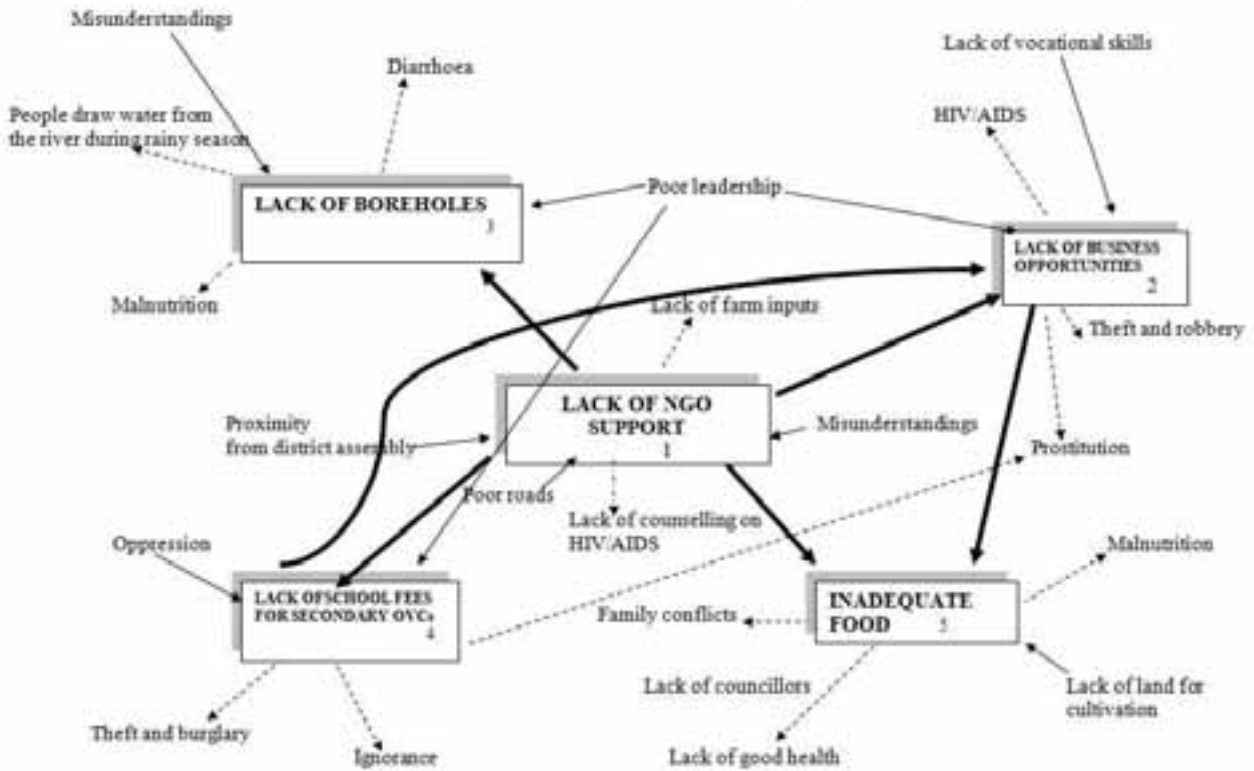 Misunderstandings
Lack of vocational skills
Diarrhoea
People draw water from
the river during rainy season
HIV/AIDS
Poor leadership
LACK OF BOREHOLES
3
LACK OF BUSINESS
OPPORTUNITIES
2
Malnutrition
Lack of farm inputs
Theft and robbery
LACK OF NGO
SUPPORT
1
Proximity
from district assembly
Misunderstandings
Prostitution
Poor roads
Lack of counselling on
HIV/AIDS
Oppression
Malnutrition
LACK OF SCHOOL FEES
FOR SECONDARY OVCs
4
INADEQUATE
FOOD 5
Family conflicts
Lack of councillors
Lack of land for
cultivation
Theft and burglary
Ignorance
Lack of good health